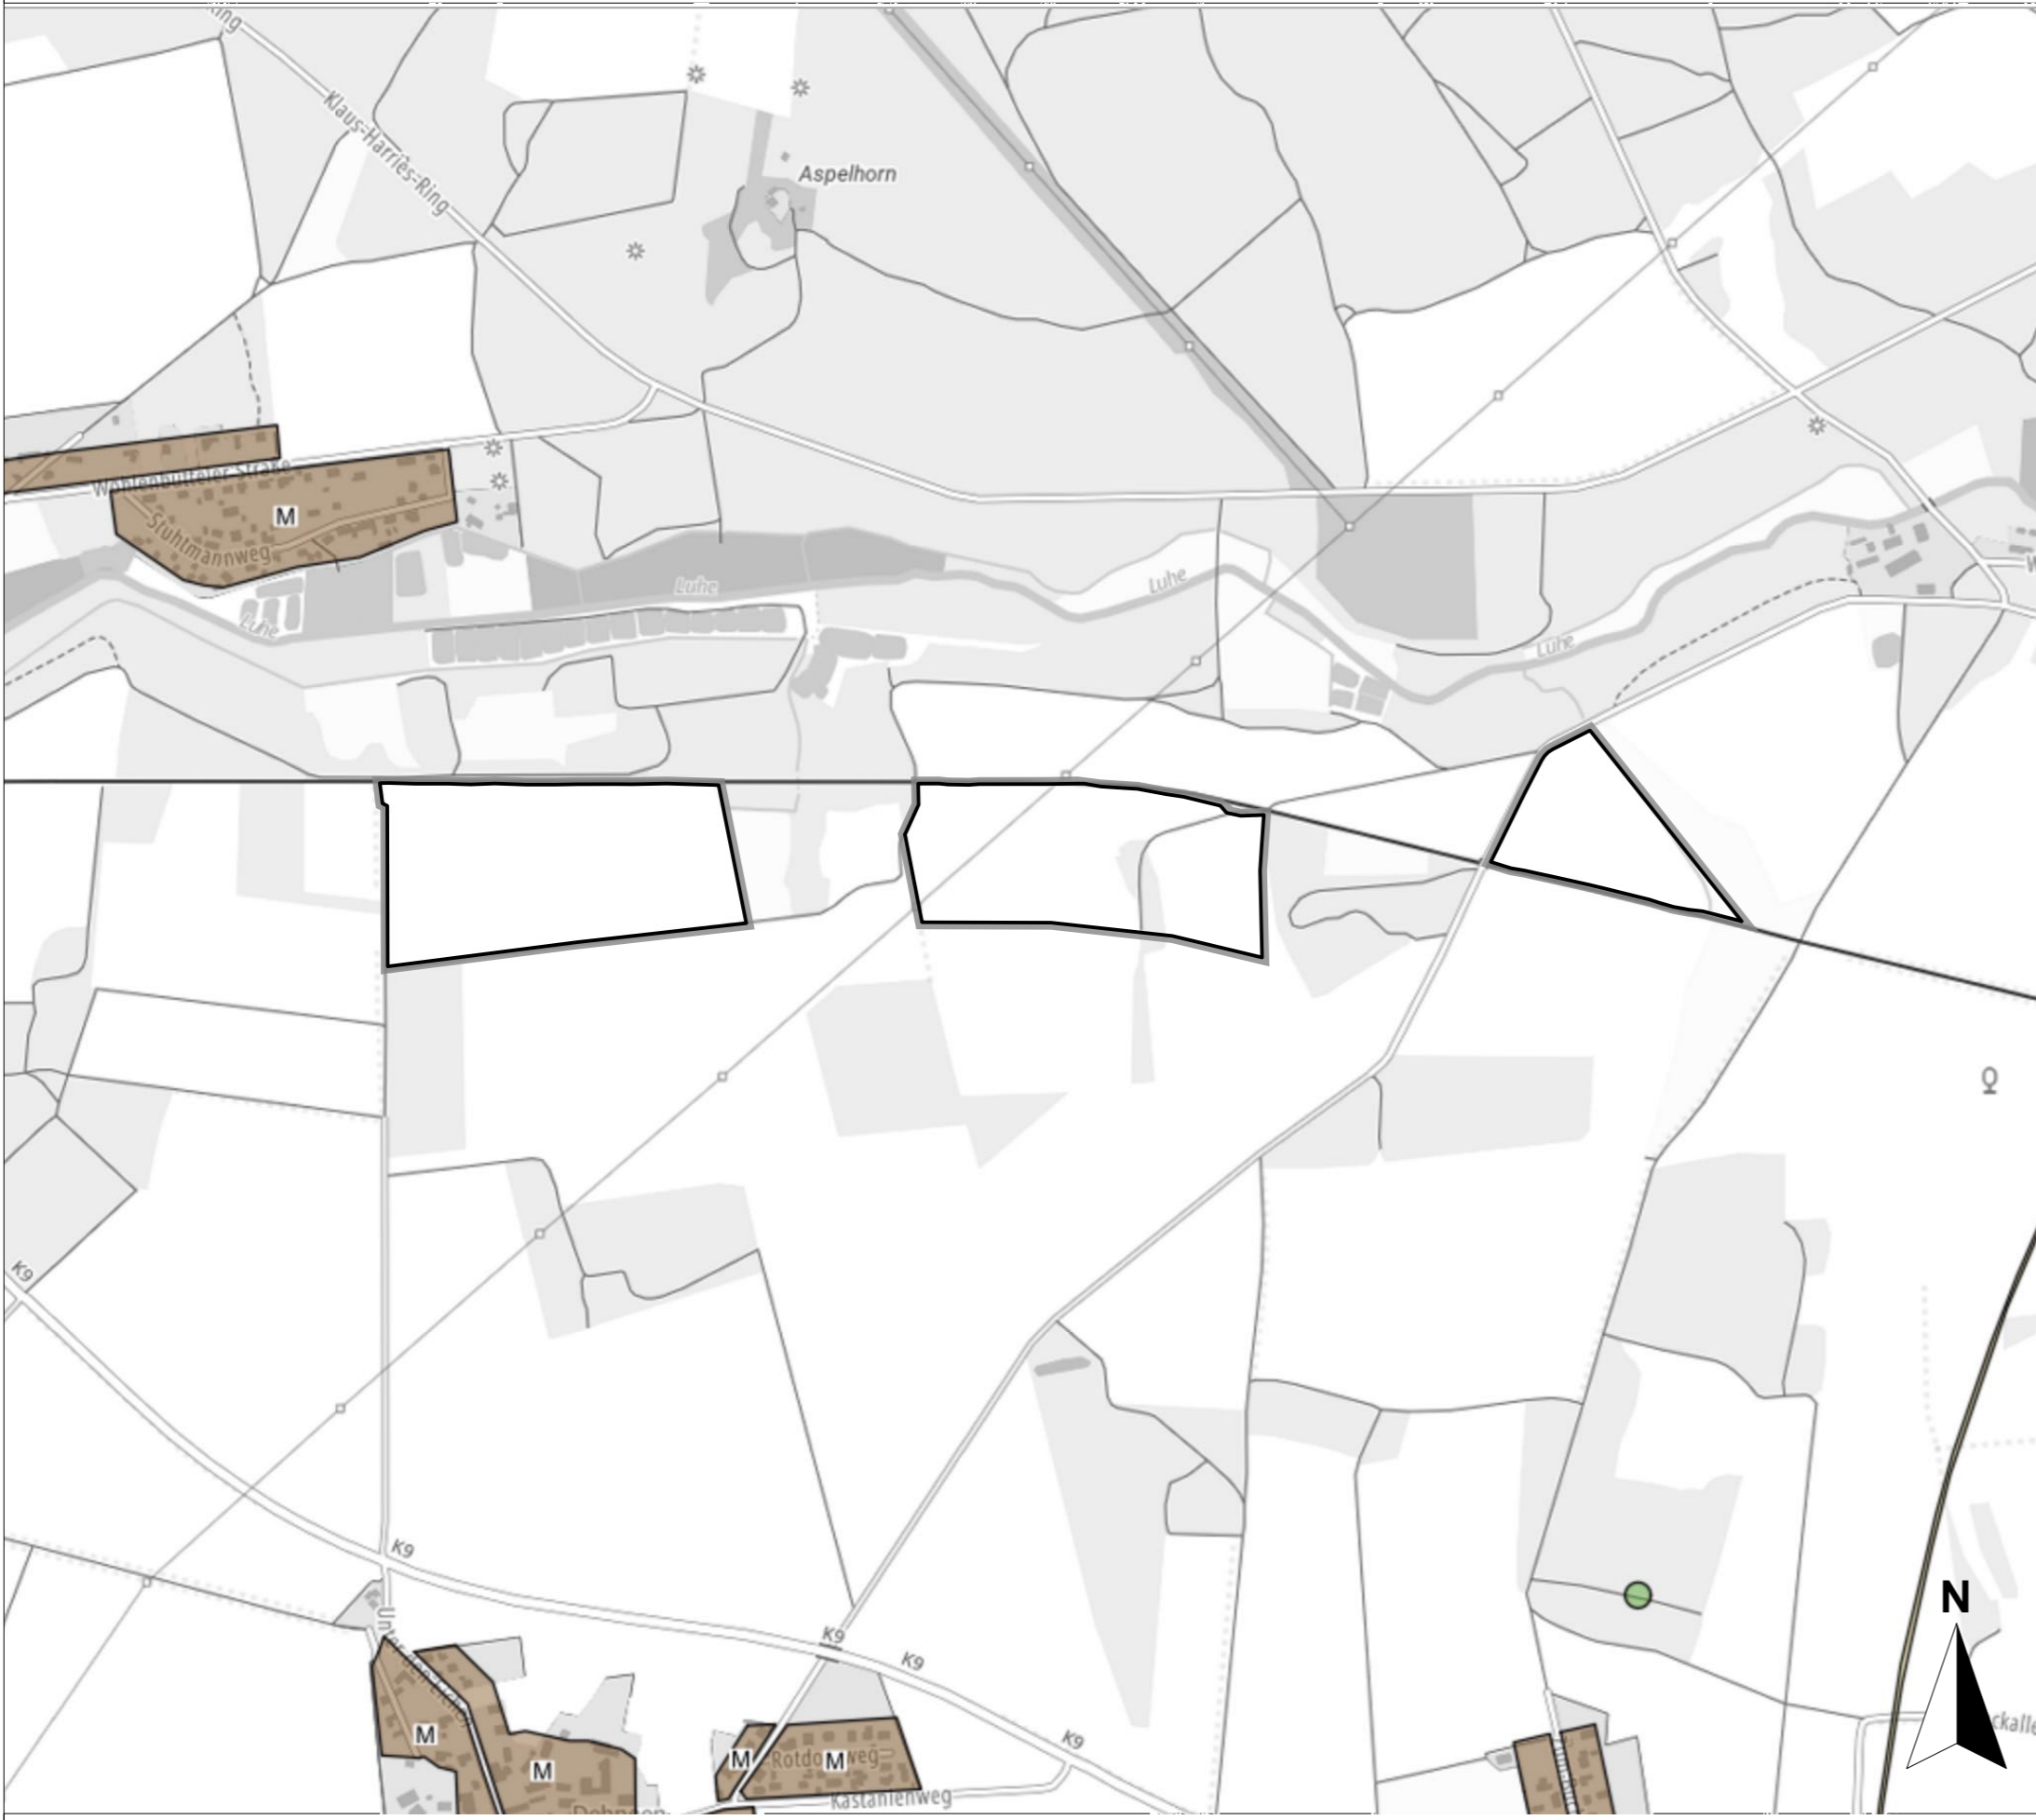 Klaus-Harries-Ring
Aspelhorn
Stuhtmannweg
M
Luhe
Luhe
Luhe
Luhe
K9
K9
K9
K9
K9
N
M
M
M
M
Kastanienweg